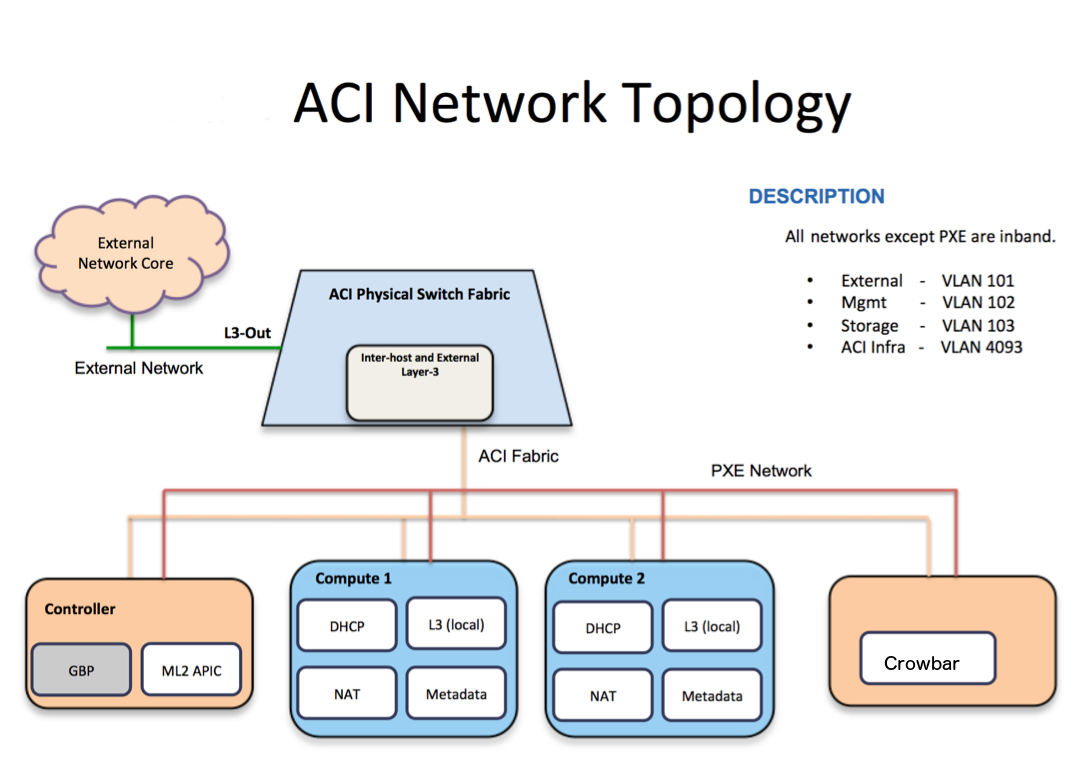 ACI Network Topology
DESCRIPTION
All networks except PXE are inband.
• External - VLAN 101
• Mgmt - VLAN 102
• Storage - VLAN 103
• ACI Infra - VLAN 4093
External
Network Core
ACI Physical Switch Fabric
L3-Out
External Network
Inter-host and External
Layer-3
ACI Fabric
PXE Network
Controller
GBP
ML2 APIC
Compute 1
DHCP
L3 (local)
NAT
Metadata
Compute 2
DHCP
L3 (local)
NAT
Metadata
Crowbar